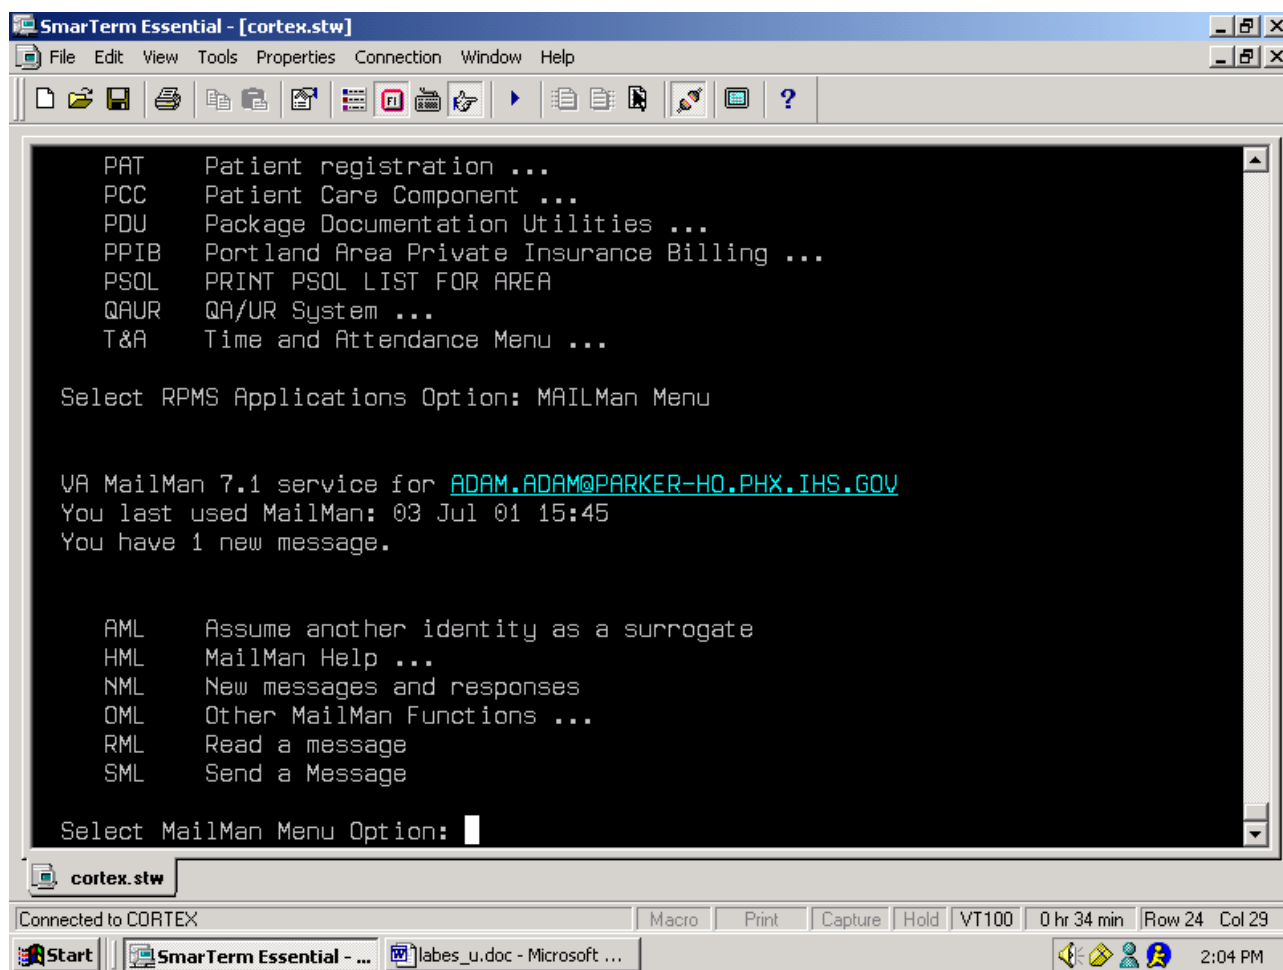 SmarTerm Essential - [cortex.stw]
File Edit View Tools Properties Connection Window Help
PAT Patient registration ...
PCC Patient Care Component ...
PDU Package Documentation Utilities ...
PPIB Portland Area Private Insurance Billing ...
PSOL PRINT PSOL LIST FOR AREA
QAUR QA/UR System ...
T&A Time and Attendance Menu ...
Select RPMS Applications Option: MAILMan Menu
VA MailMan 7.1 service for ADAM.ADAM@PARKER-HO.PHX.IHS.GOV
You last used MailMan: 03 Jul 01 15:45
You have 1 new message.
AML Assume another identity as a surrogate
HML MailMan Help ...
NML New messages and responses
OML Other MailMan Functions ...
RML Read a message
SML Send a Message
Select MailMan Menu Option:
cortex.stw
Connected to CORTEX Macro Print Capture Hold VT100 0 hr 34 min Row 24 Col 29
Start SmarTerm Essential - ... labes_u.doc - Microsoft ... 2:04 PM